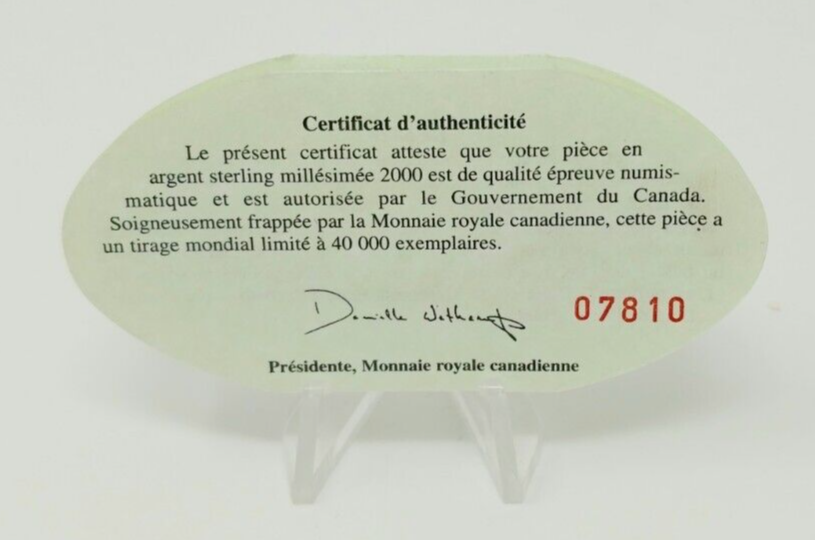 Certificat d'authenticité
Le présent certificat atteste que votre pièce en
argent sterling millésimée 2000 est de qualité épreuve numis-
matique et est autorisée par le Gouvernement du Canada.
Soigneusement frappée par la Monnaie royale canadienne, cette pièce a
un tirage mondial limité à 40 000 exemplaires.
07810
Présidente, Monnaie royale canadienne